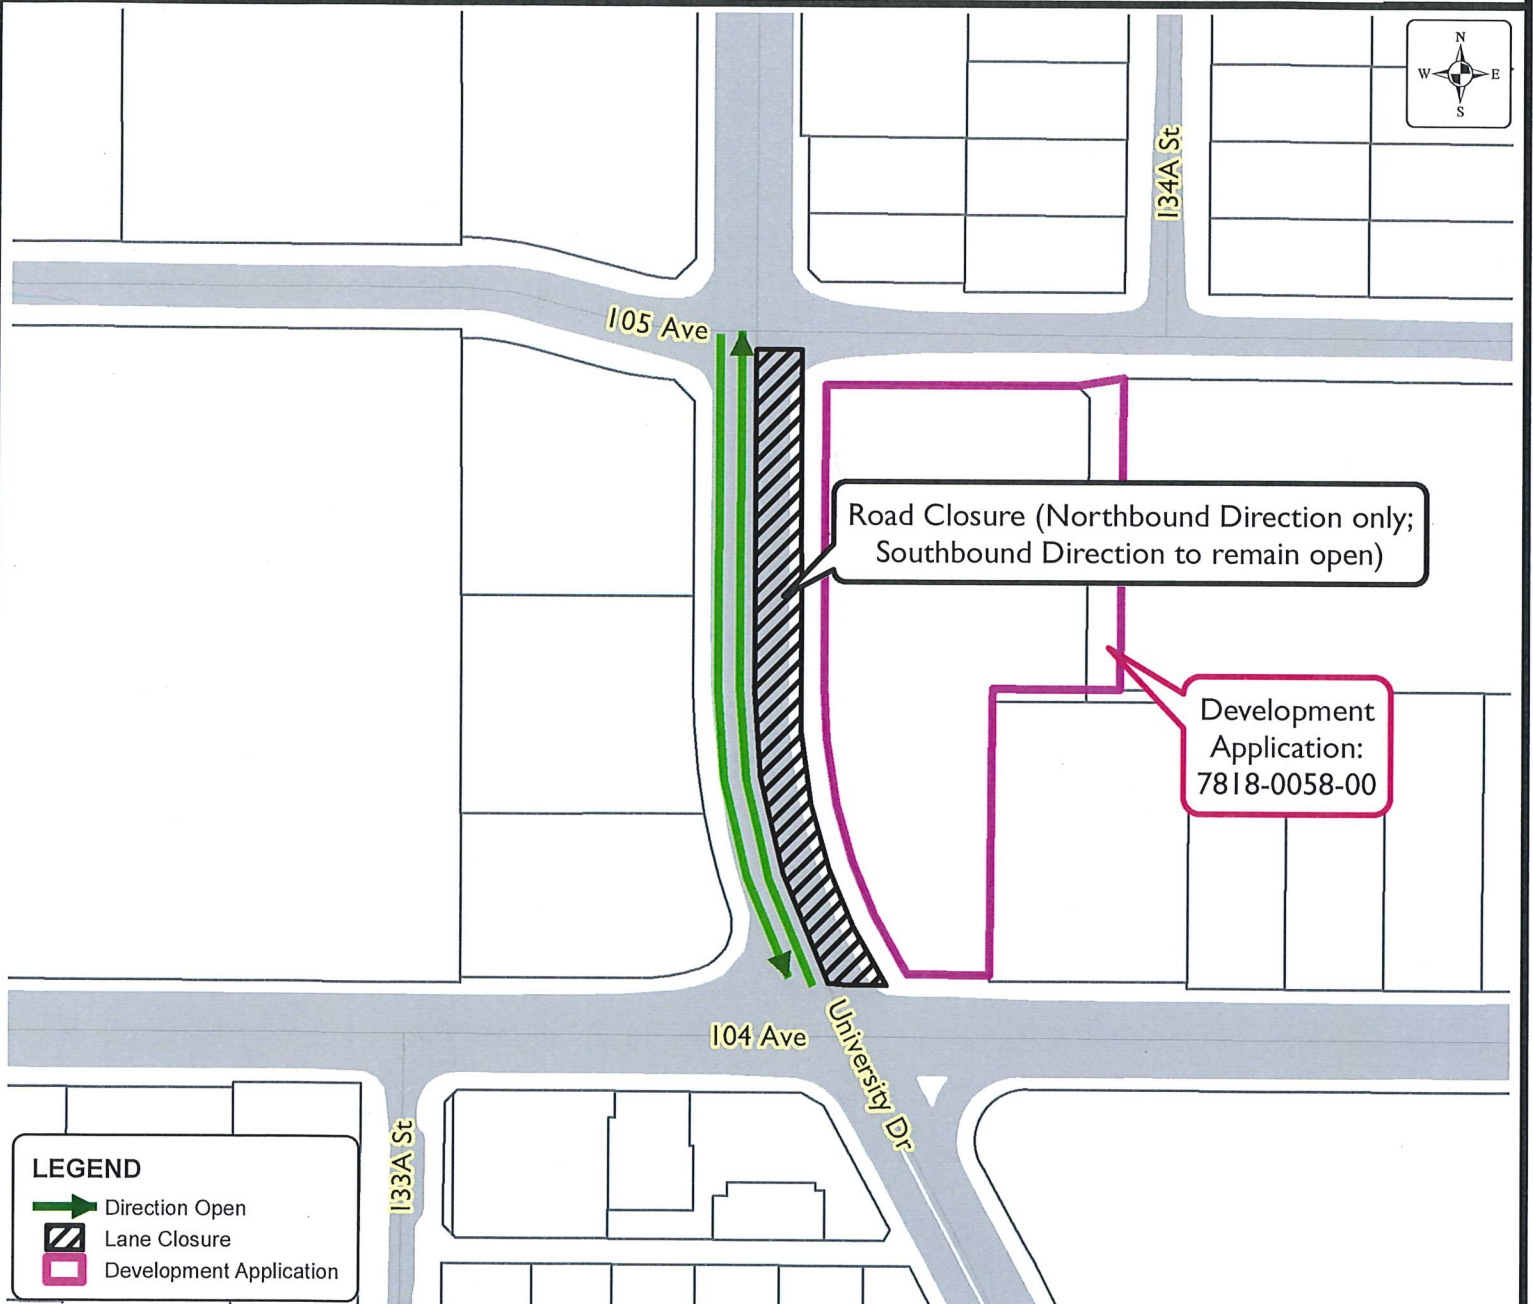 N
W E
S
134A St
105 Ave
Road Closure (Northbound Direction only;
Southbound Direction to remain open)
Development
Application:
7818-0058-00
104 Ave
University Dr
133A St
LEGEND
Direction Open
Lane Closure
Development Application